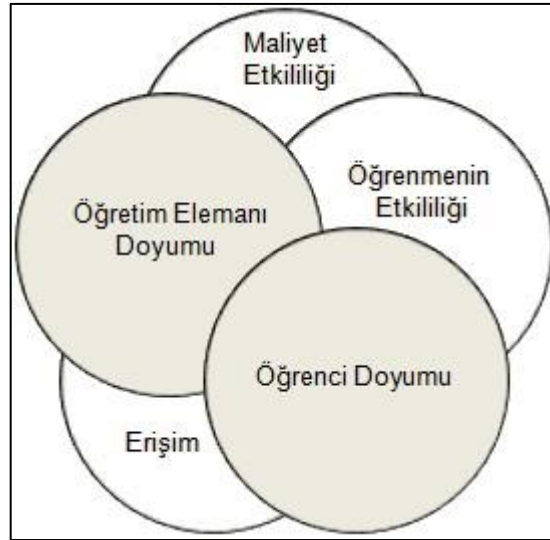 Maliyet
Etkililiği
Öğrenmenin
Etkililiği
Öğretim Elemanı
Doyumu
Öğrenci Doyumu
Erişim